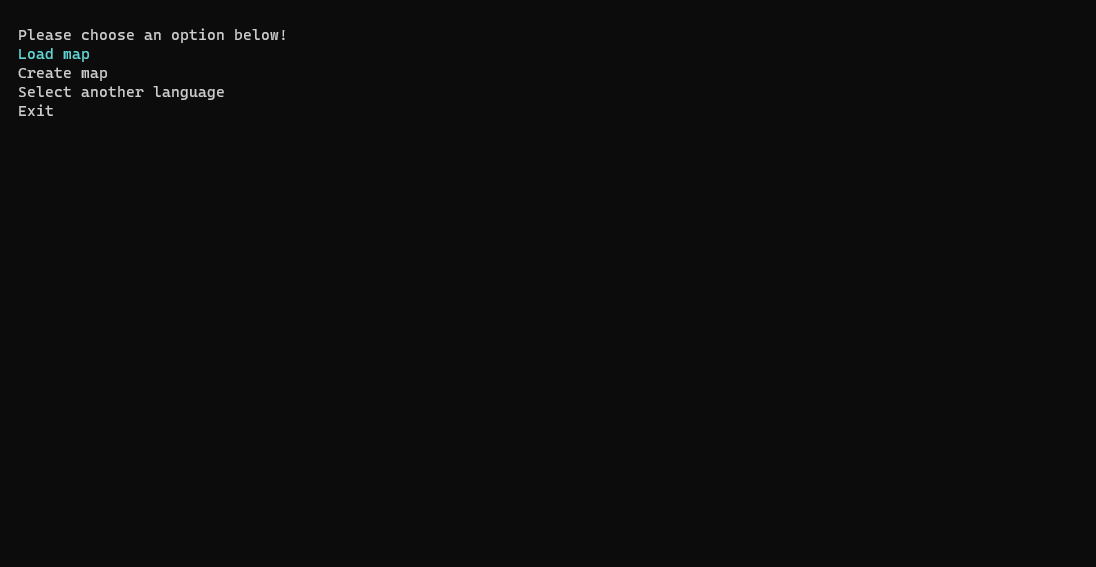 Please choose an option below!
Load map
Create map
Select another language
Exit